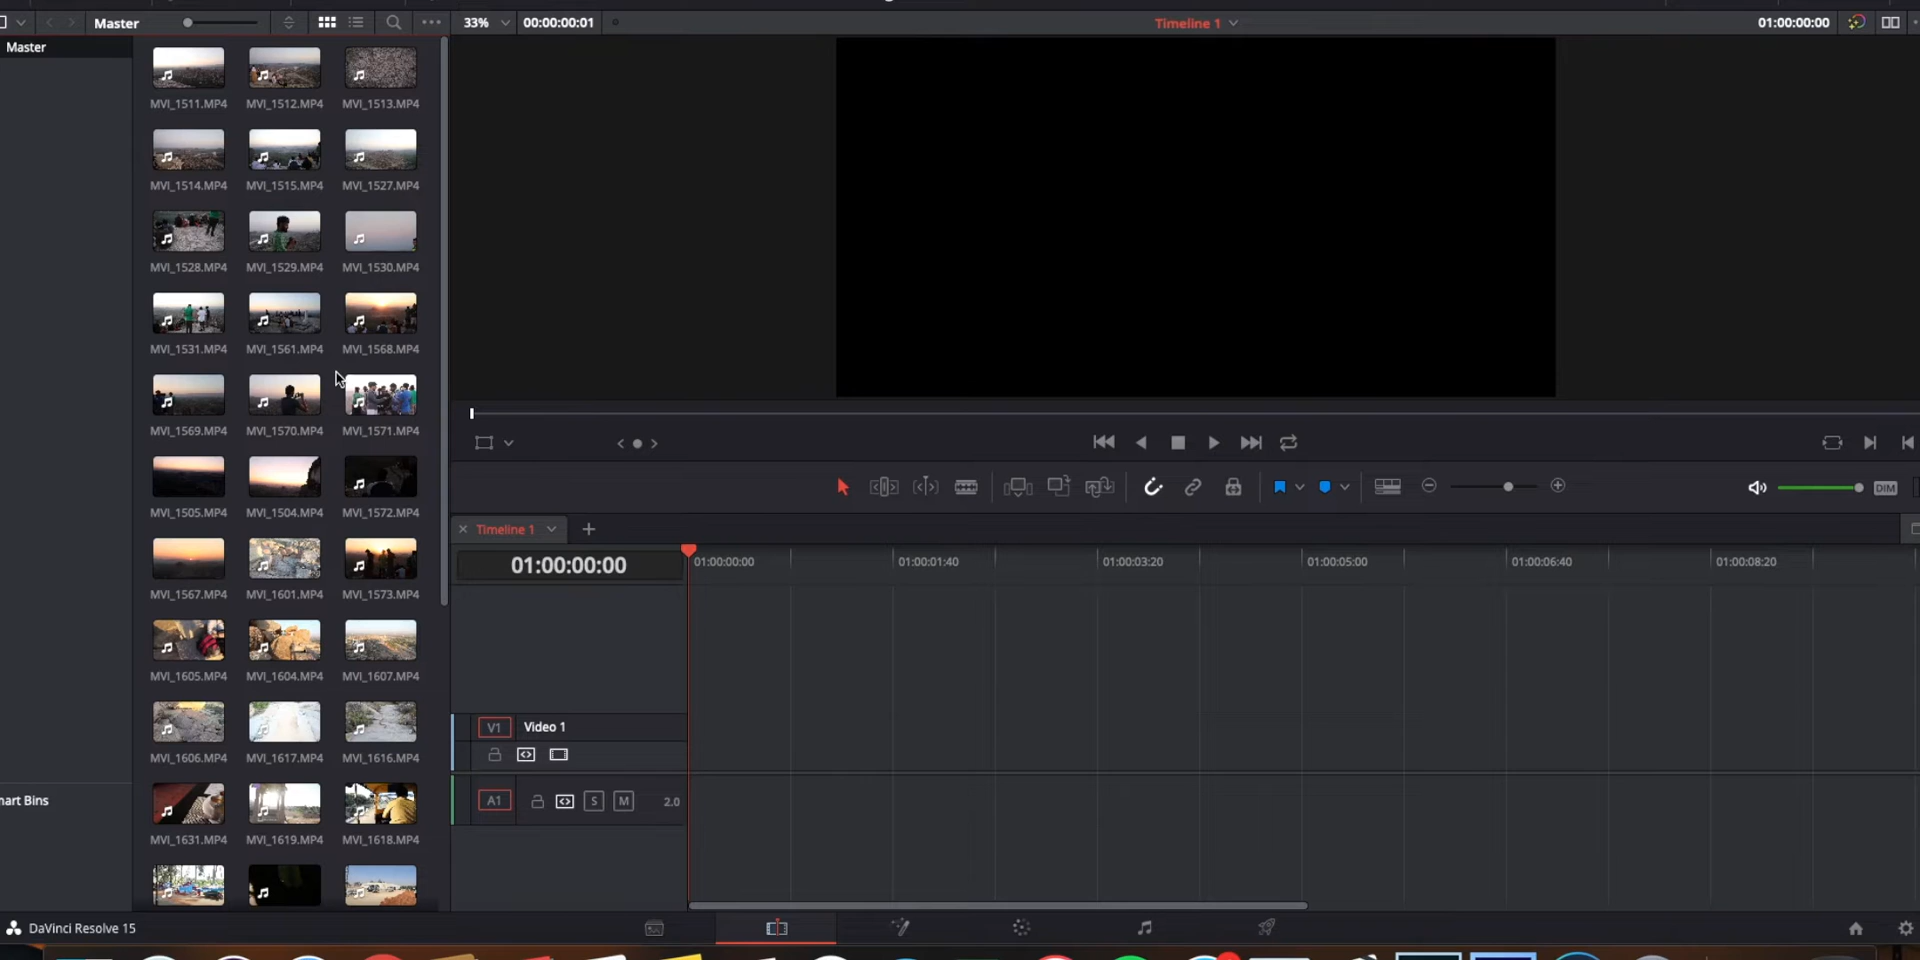 Master
33%
00:00:00:01
Timeline 1
01:00:00:00
Master
MVI_1511.MP4 MVI_1512.MP4 MVI_1513.MP4
MVI_1514.MP4 MVI_1515.MP4 MVI_1527.MP4
MVI_1528.MP4 MVI_1529.MP4 MVI_1530.MP4
MVI_1531.MP4 MVI_1561.MP4 MVI_1568.MP4
MVI_1569.MP4 MVI_1570.MP4 MVI_1571.MP4
MVI_1505.MP4 MVI_1504.MP4 MVI_1572.MP4
MVI_1567.MP4 MVI_1601.MP4 MVI_1573.MP4
MVI_1605.MP4 MVI_1604.MP4 MVI_1607.MP4
MVI_1606.MP4 MVI_1617.MP4 MVI_1616.MP4
MVI_1631.MP4 MVI_1619.MP4 MVI_1618.MP4
mart Bins
DIM
Timeline 1
01:00:00:00
01:00:00:00 01:00:01:40 01:00:03:20 01:00:05:00 01:00:06:40 01:00:08:20
V1 Video 1
A1 S M 2.0
DaVinci Resolve 15